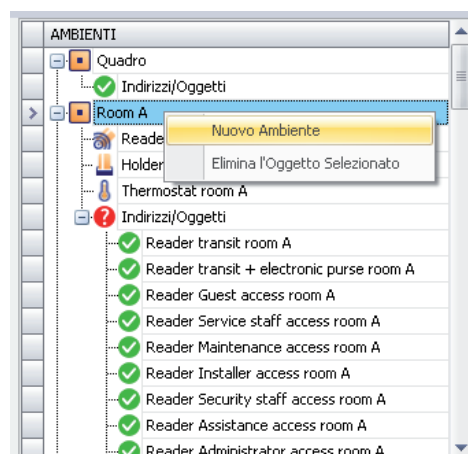 AMBIENTI
Quadro
Indirizzi/Oggetti
Room A
Nuovo Ambiente
Reade
Elimina l'Oggetto Selezionato
Holder
Thermostat room A
Indirizzi/Oggetti
Reader transit room A
Reader transit + electronic purse room A
Reader Guest access room A
Reader Service staff access room A
Reader Maintenance access room A
Reader Installer access room A
Reader Security staff access room A
Reader Assistance access room A
Reader Administrator access room A